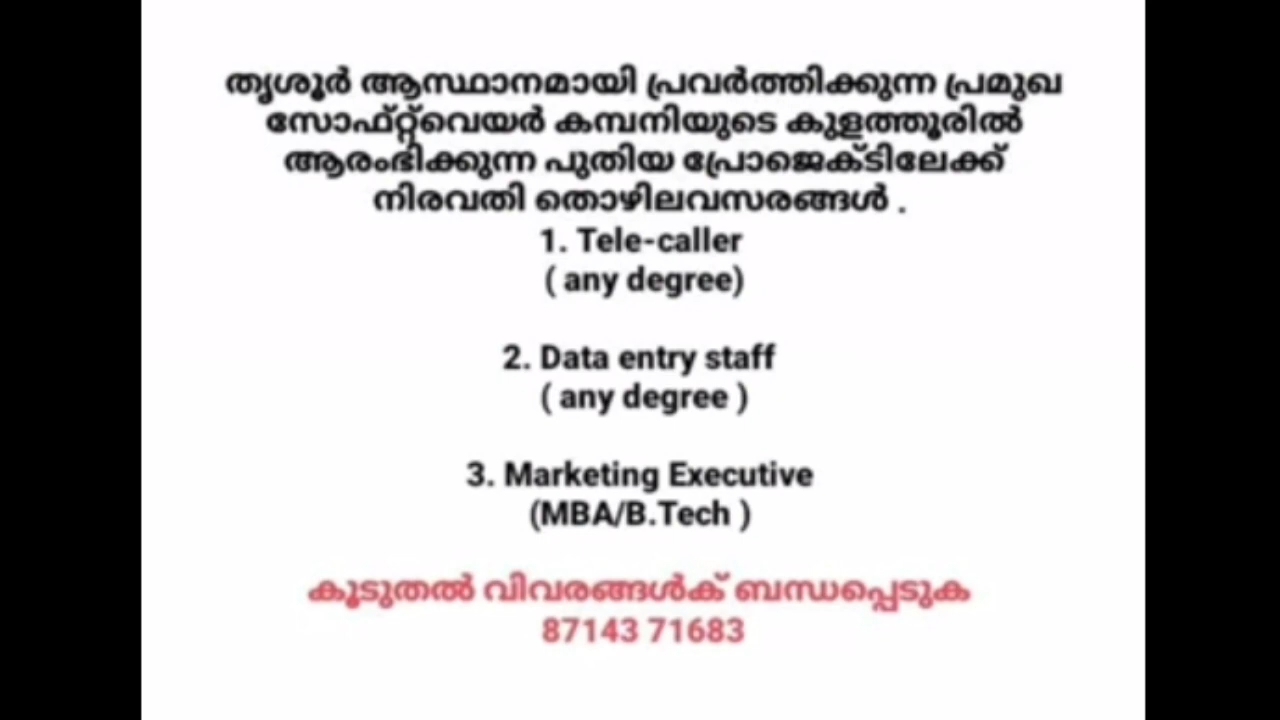 തൃശൂർ ആസ്ഥാനമായി പ്രവർത്തിക്കുന്ന പ്രമുഖ
സോഫ്റ്റ്‌വെയർ കമ്പനിയുടെ കുളത്തൂരിൽ
ആരംഭിക്കുന്ന പുതിയ പ്രോജെക്ടിലേക്ക്
നിരവതി തൊഴിലവസരങ്ങൾ .
1. Tele-caller
( any degree)
2. Data entry staff
( any degree )
3. Marketing Executive
(MBA/B.Tech )
കൂടുതൽ വിവരങ്ങൾക് ബന്ധപ്പെടുക
87143 71683